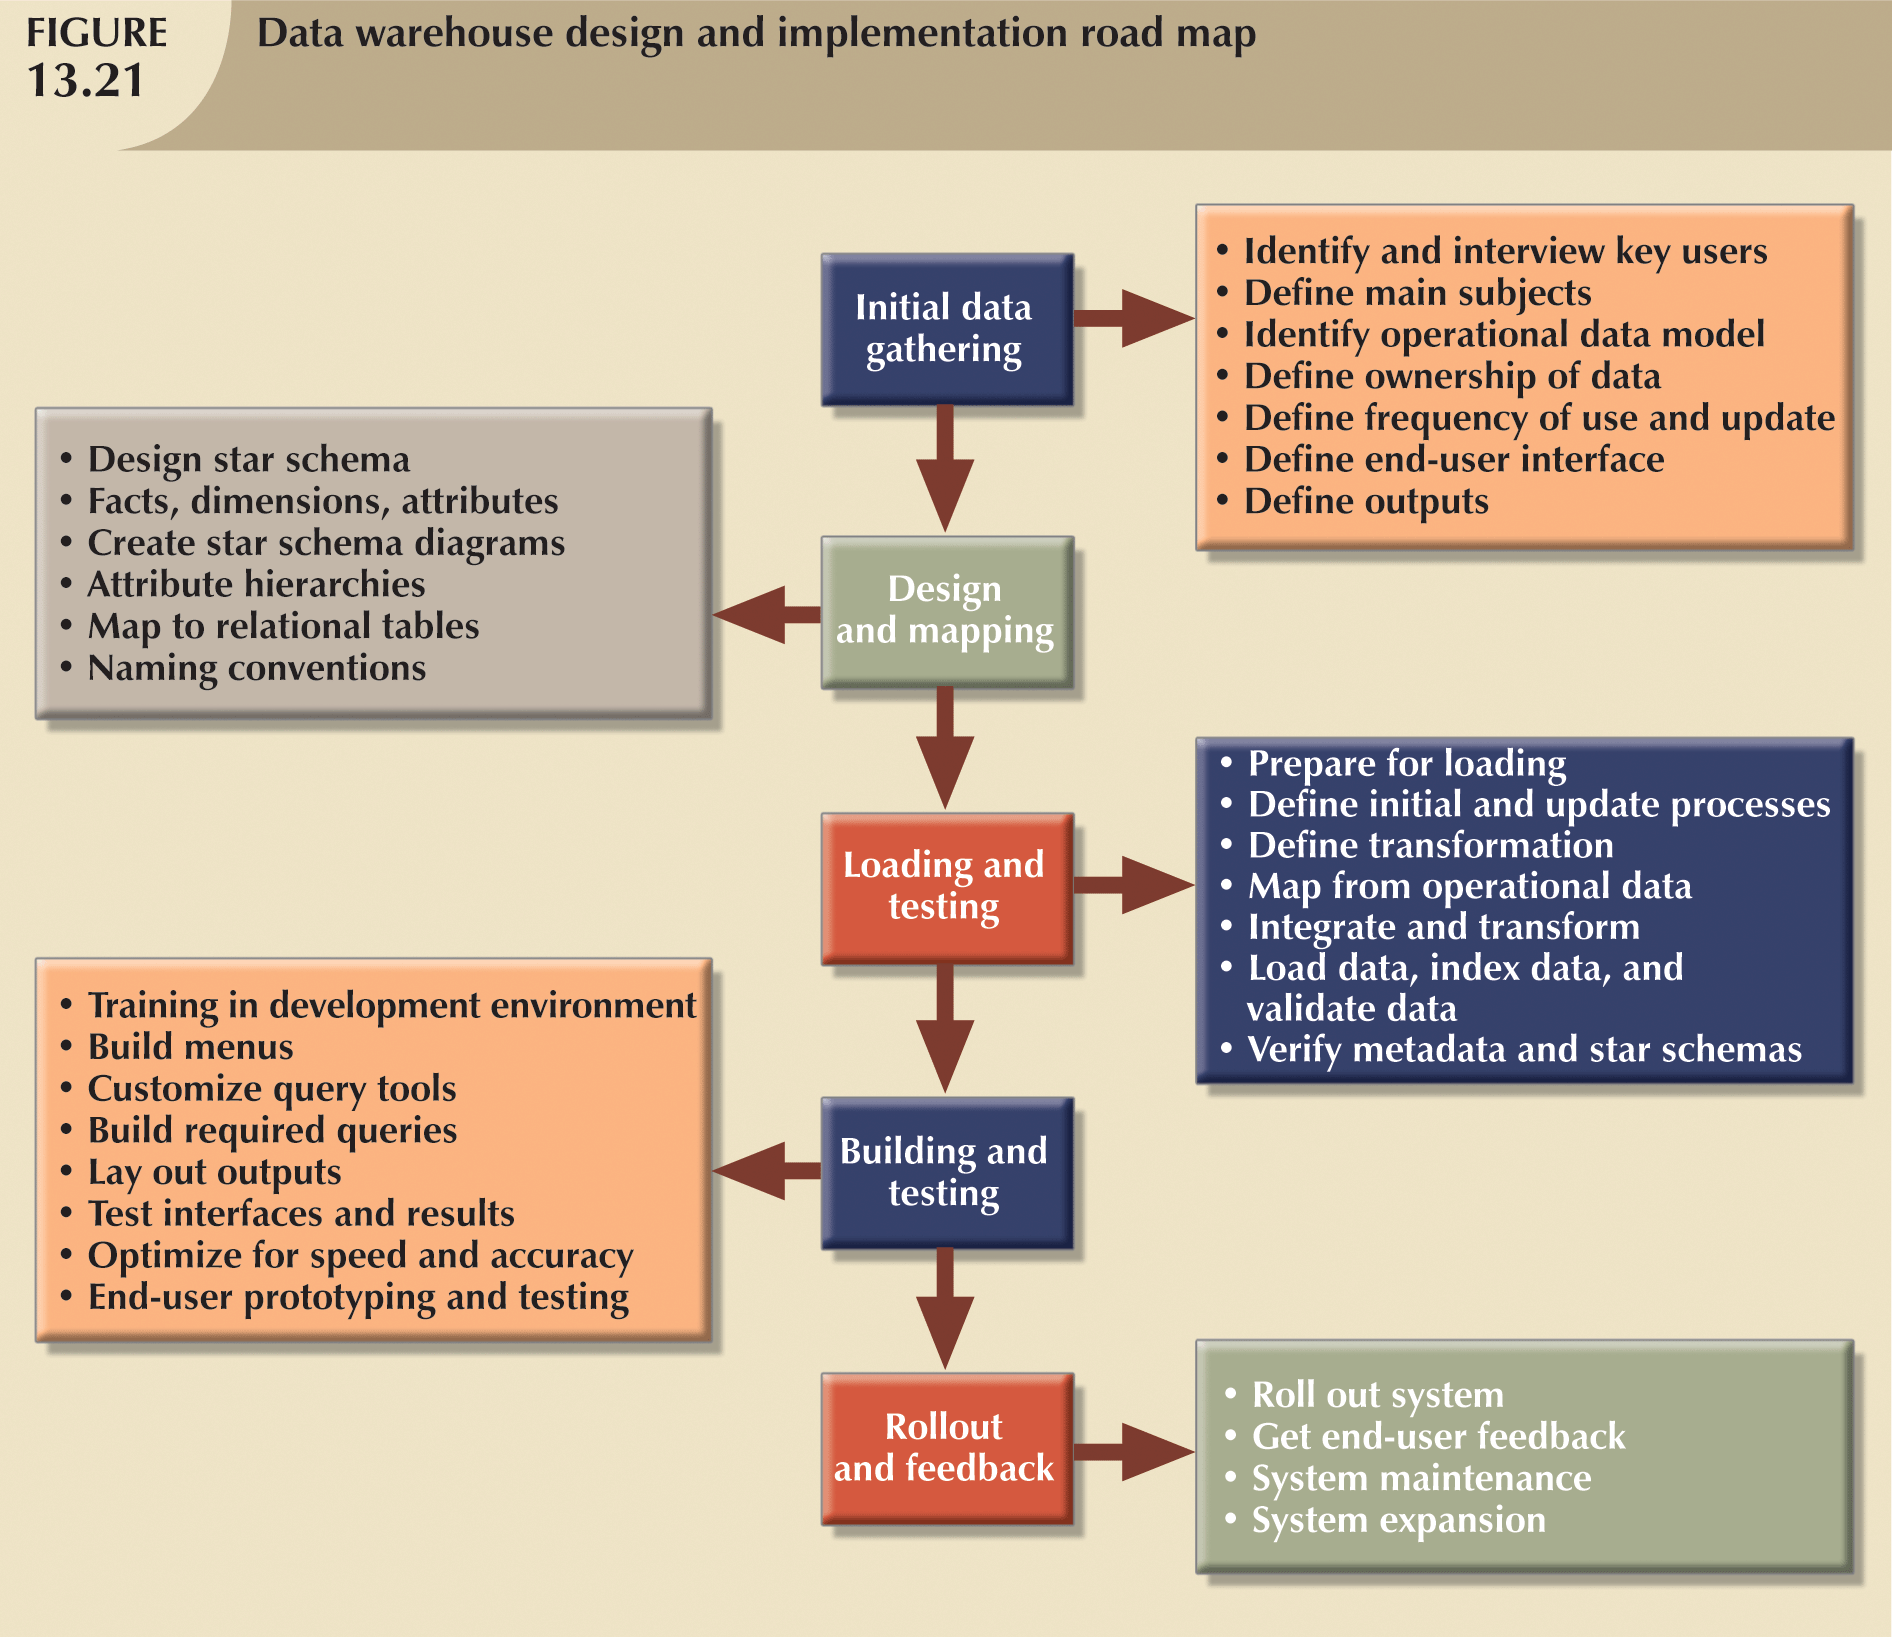 FIGURE
13.21
Data warehouse design and implementation road map
Initial data
gathering
• Identify and interview key users
• Define main subjects
• Identify operational data model
• Define ownership of data
• Define frequency of use and update
• Define end-user interface
• Define outputs
Design
and mapping
• Design star schema
• Facts, dimensions, attributes
• Create star schema diagrams
• Attribute hierarchies
• Map to relational tables
• Naming conventions
Loading and
testing
• Prepare for loading
• Define initial and update processes
• Define transformation
• Map from operational data
• Integrate and transform
• Load data, index data, and
validate data
• Verify metadata and star schemas
Building and
testing
• Training in development environment
• Build menus
• Customize query tools
• Build required queries
• Lay out outputs
• Test interfaces and results
• Optimize for speed and accuracy
• End-user prototyping and testing
Rollout
and feedback
• Roll out system
• Get end-user feedback
• System maintenance
• System expansion